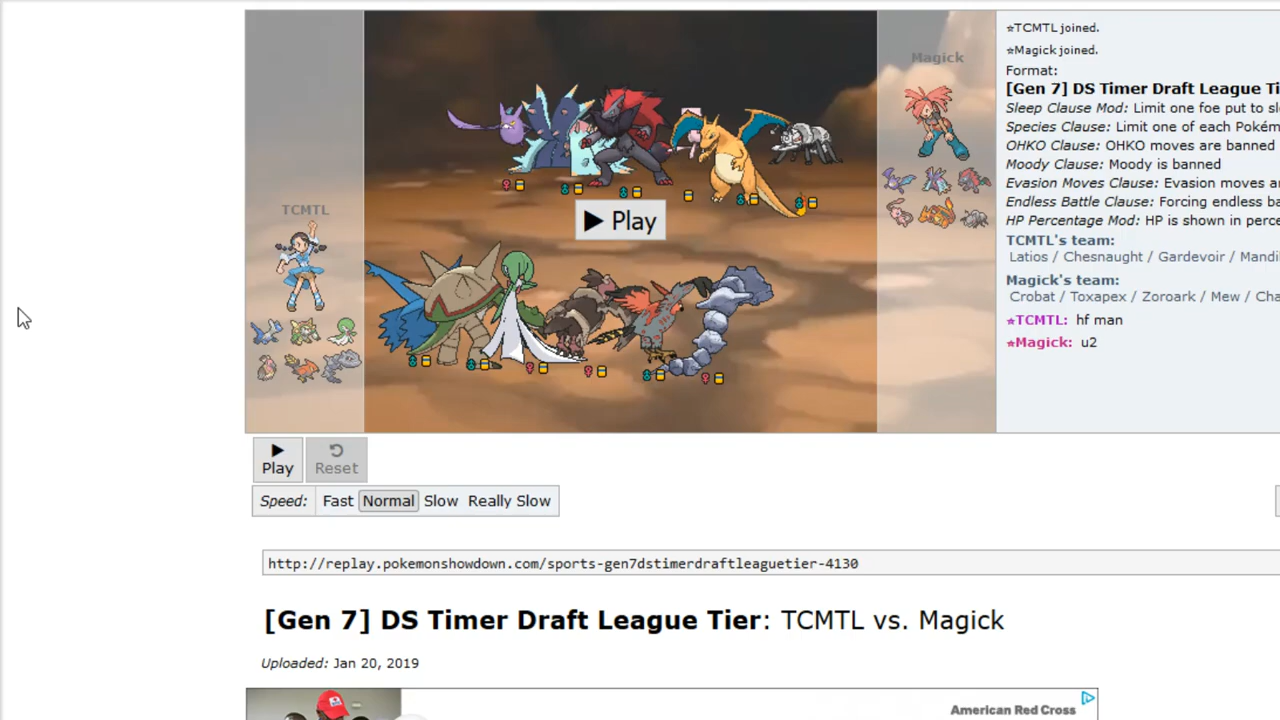 TCMTL
Magick
▶ Play
☆TCMTL joined.
☆Magick joined.
Format:
[Gen 7] DS Timer Draft League Ti
Sleep Clause Mod: Limit one foe put to sl
Species Clause: Limit one of each Pokém
OHKO Clause: OHKO moves are banned
Moody Clause: Moody is banned
Evasion Moves Clause: Evasion moves ar
Endless Battle Clause: Forcing endless ba
HP Percentage Mod: HP is shown in perce
TCMTL's team:
Latios / Chesnaught / Gardevoir / Mandi
Magick's team:
Crobat / Toxapex / Zoroark / Mew / Cha
☆TCMTL: hf man
☆Magick: u2
Play
Reset
Speed: Fast Normal Slow Really Slow
http://replay.pokemonshowdown.com/sports-gen7dstimerdraftleaguetier-4130
[Gen 7] DS Timer Draft League Tier: TCMTL vs. Magick
Uploaded: Jan 20, 2019
American Red Cross